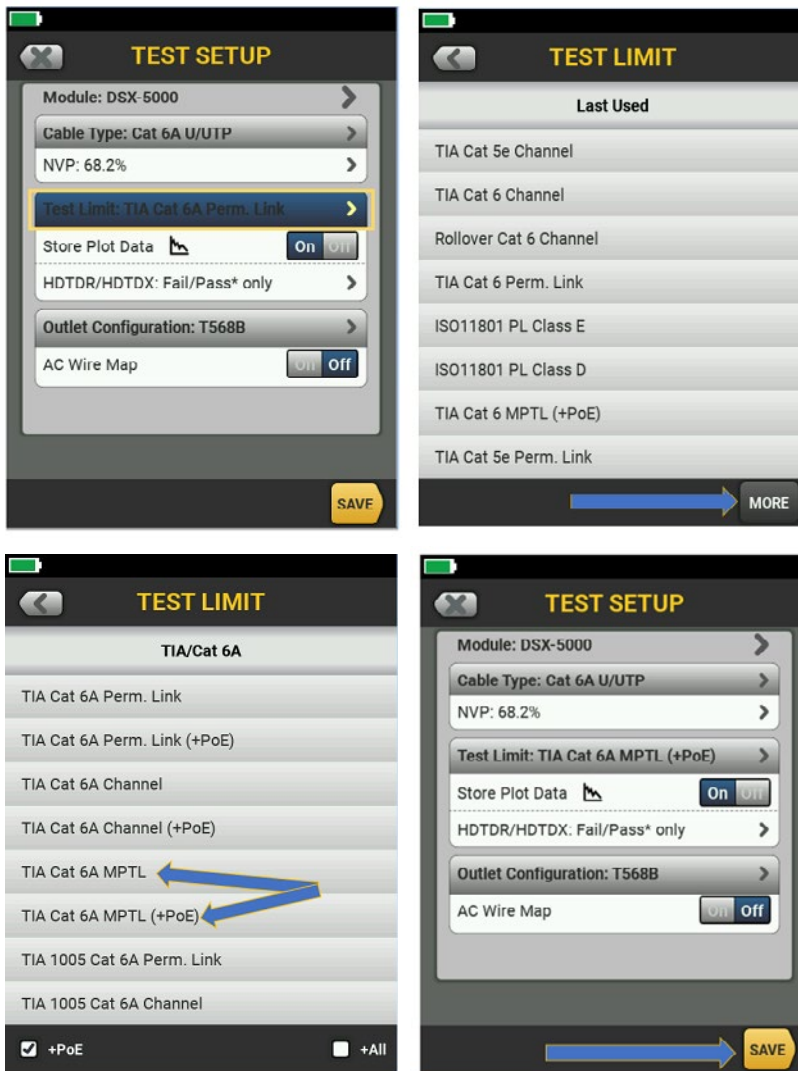 TEST SETUP
Module: DSX-5000
Cable Type: Cat 6A U/UTP
NVP: 68.2%
Test Limit: TIA Cat 6A Perm. Link
Store Plot Data On Off
HDTDR/HDTDX: Fail/Pass* only
Outlet Configuration: T568B
AC Wire Map On Off
SAVE
TEST LIMIT
Last Used
TIA Cat 5e Channel
TIA Cat 6 Channel
Rollover Cat 6 Channel
TIA Cat 6 Perm. Link
ISO11801 PL Class E
ISO11801 PL Class D
TIA Cat 6 MPTL (+PoE)
TIA Cat 5e Perm. Link
MORE
TEST LIMIT
TIA/Cat 6A
TIA Cat 6A Perm. Link
TIA Cat 6A Perm. Link (+PoE)
TIA Cat 6A Channel
TIA Cat 6A Channel (+PoE)
TIA Cat 6A MPTL
TIA Cat 6A MPTL (+PoE)
TIA 1005 Cat 6A Perm. Link
TIA 1005 Cat 6A Channel
+PoE +All
TEST SETUP
Module: DSX-5000
Cable Type: Cat 6A U/UTP
NVP: 68.2%
Test Limit: TIA Cat 6A MPTL (+PoE)
Store Plot Data On Off
HDTDR/HDTDX: Fail/Pass* only
Outlet Configuration: T568B
AC Wire Map On Off
SAVE